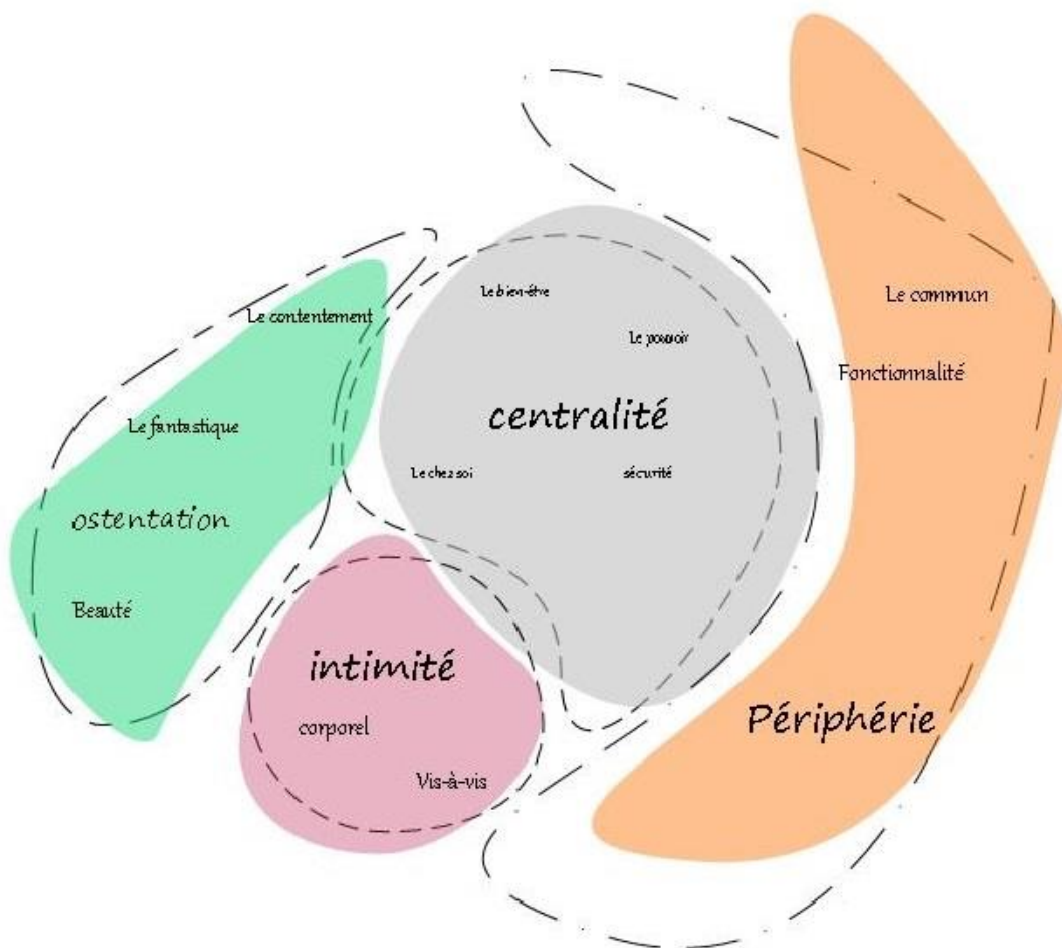 Le bien-être
Le commun
Le contentement
Le pouvoir
Fonctionnalité
Le fantastique
centralité
Le chez soi
sécurité
ostentation
Beauté
intimité
corporel
Périphérie
Vis-à-vis